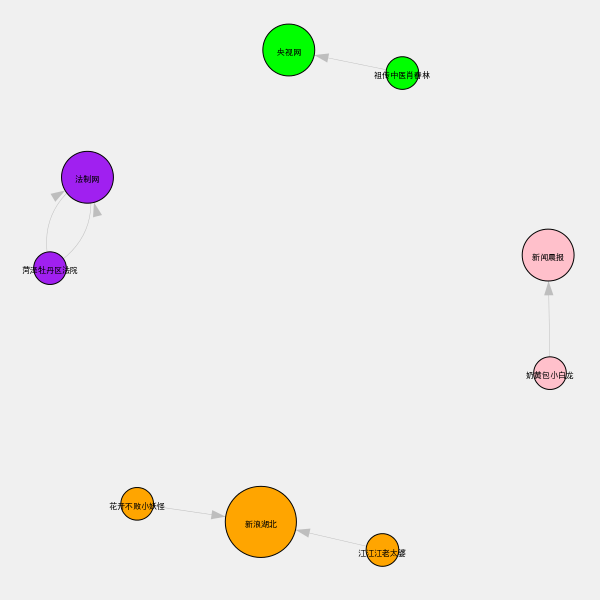 央视网
祖传中医肖春林
法制网
菏泽牡丹区法院
新闻晨报
奶黄包小白龙
花开不败小妖怪
新浪湖北
江江江老太婆